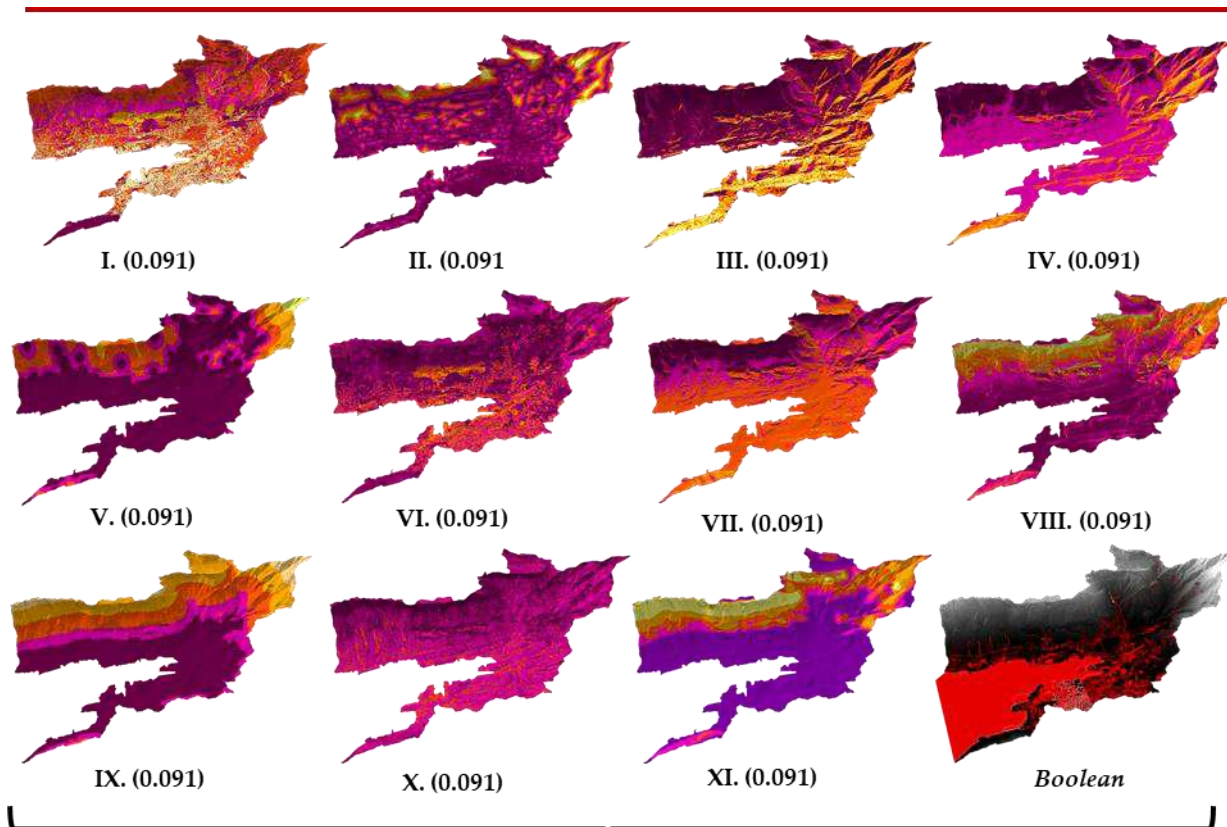 I. (0.091)
II. (0.091
III. (0.091)
IV. (0.091)
V. (0.091)
VI. (0.091)
VII. (0.091)
VIII. (0.091)
IX. (0.091)
X. (0.091)
XI. (0.091)
Boolean